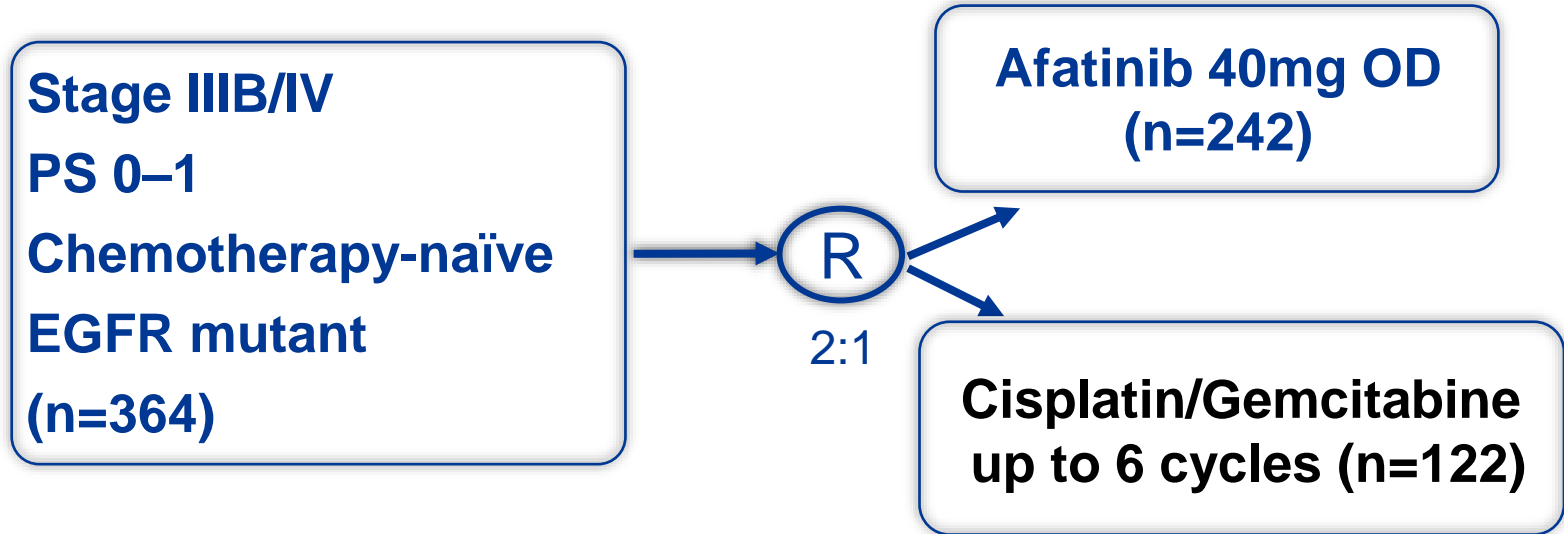 Stage IIIB/IV
PS 0–1
Chemotherapy-naïve
EGFR mutant
(n=364)
R
2:1
Afatinib 40mg OD
(n=242)
Cisplatin/Gemcitabine
up to 6 cycles (n=122)